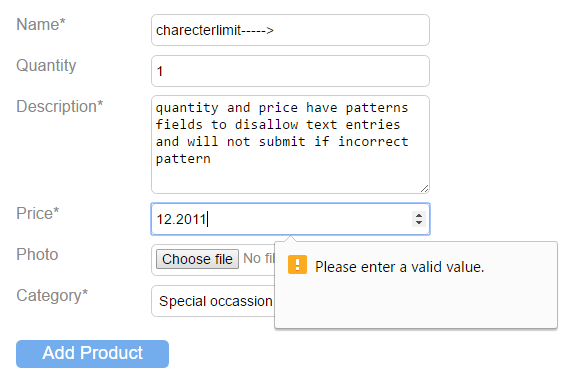 Name* charecterlimit----->
Quantity 1
Description* quantity and price have patterns
fields to disallow text entries
and will not submit if incorrect
pattern
Price* 12.2011
Photo Choose file No fil
Please enter a valid value.
Category* Special occassion
Add Product